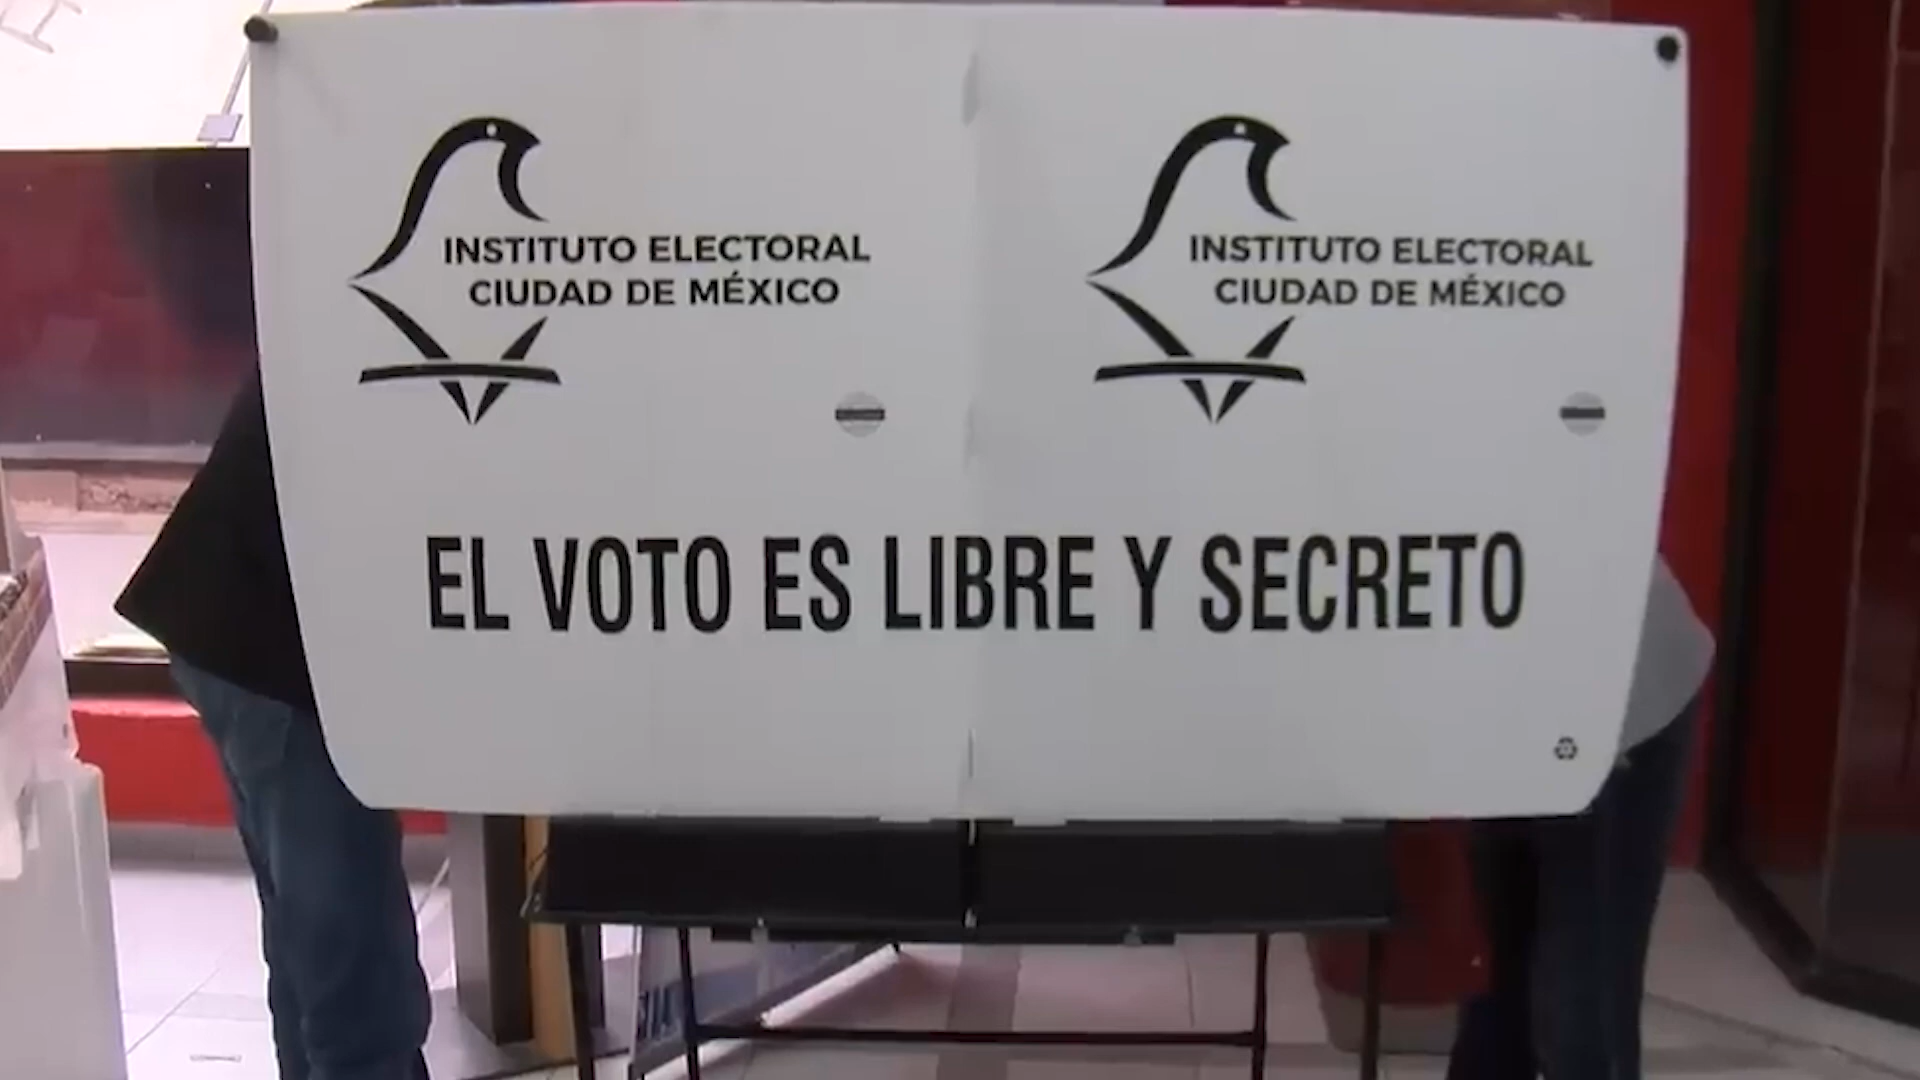 INSTITUTO ELECTORAL
CIUDAD DE MÉXICO
INSTITUTO ELECTORAL
CIUDAD DE MÉXICO
EL VOTO ES LIBRE Y SECRETO